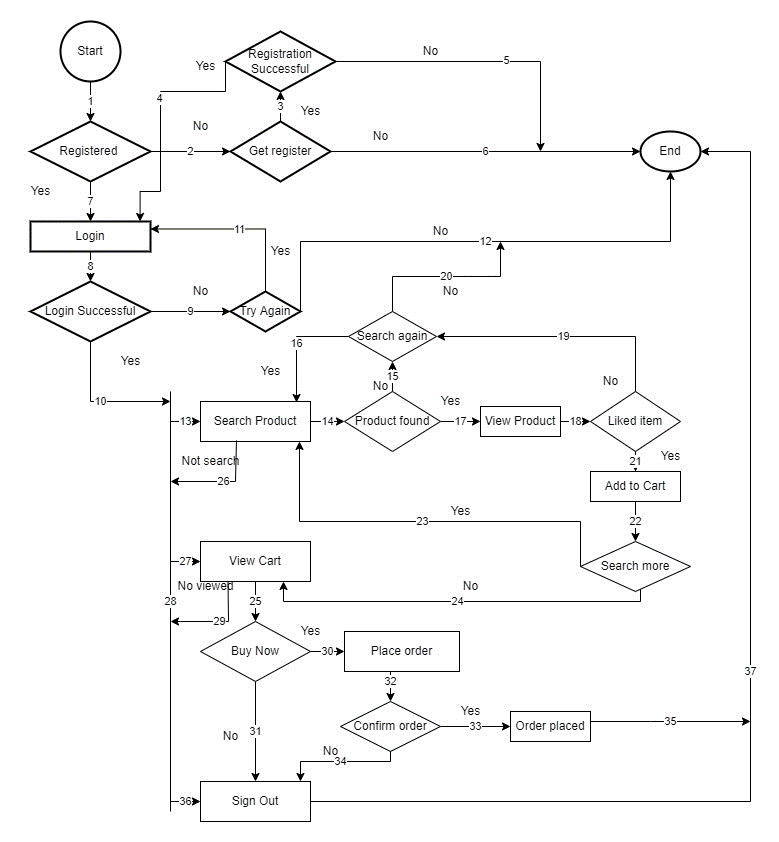 Start
Registration
Successful
Yes
No
5
4
1
3
Yes
No
No
Registered
2
Get register
6
End
Yes
7
11
No
12
Login
Yes
8
No
20
No
Login Successful
9
Try Again
Search again
19
16
Yes
Yes
15
No
No
Yes
10
13
Search Product
14
Product found
17
View Product
18
Liked item
Not search
21
Yes
26
Add to Cart
Yes
23
22
27
View Cart
Search more
No viewed
No
28
25
24
29
Yes
Buy Now
30
Place order
37
32
Yes
35
No
31
Confirm order
33
Order placed
No
34
36
Sign Out